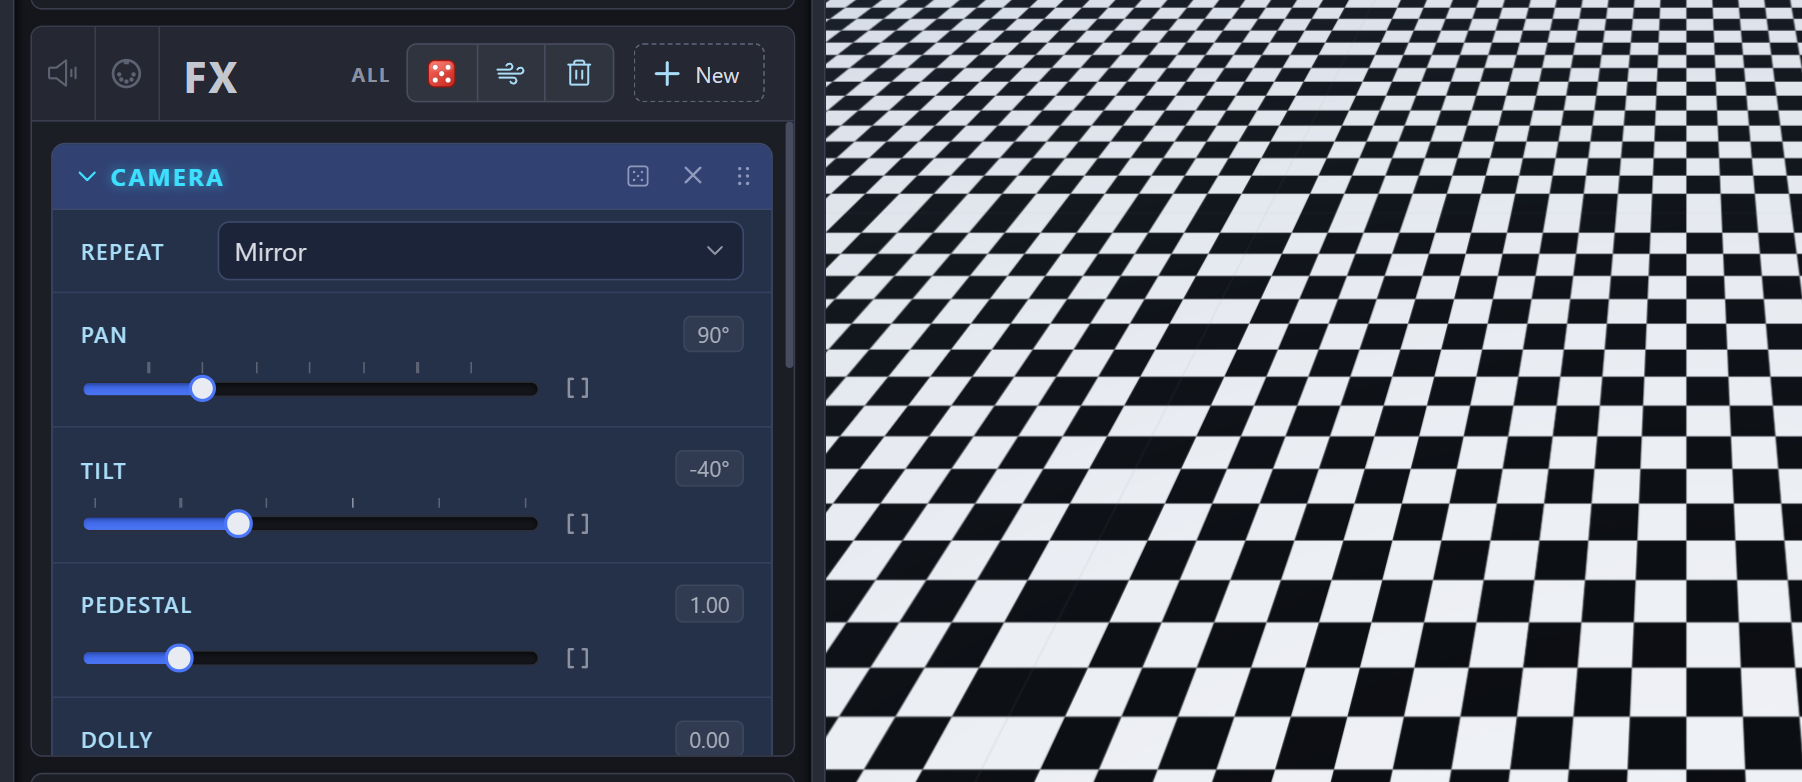 FX ALL New
CAMERA
REPEAT Mirror
PAN 90°
TILT -40°
PEDESTAL 1.00
DOLLY 0.00